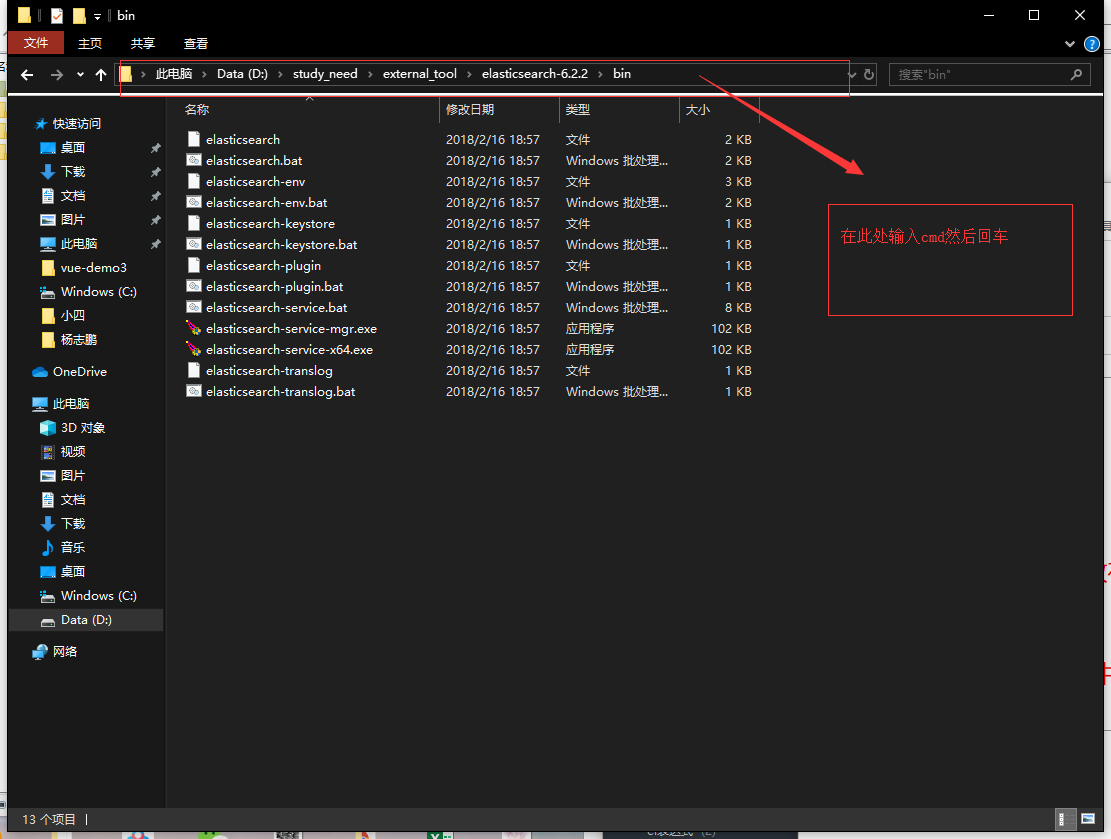 bin
文件 主页 共享 查看
此电脑 Data (D:) study_need external_tool elasticsearch-6.2.2 bin 搜索"bin"
名称 修改日期 类型 大小
快速访问
桌面
下载
文档
图片
此电脑
vue-demo3
Windows (C:)
小四
杨志鹏
OneDrive
此电脑
3D 对象
视频
图片
文档
下载
音乐
桌面
Windows (C:)
Data (D:)
网络
elasticsearch 2018/2/16 18:57 文件 2 KB
elasticsearch.bat 2018/2/16 18:57 Windows 批处理... 2 KB
elasticsearch-env 2018/2/16 18:57 文件 3 KB
elasticsearch-env.bat 2018/2/16 18:57 Windows 批处理... 2 KB
elasticsearch-keystore 2018/2/16 18:57 文件 1 KB
elasticsearch-keystore.bat 2018/2/16 18:57 Windows 批处理... 1 KB
elasticsearch-plugin 2018/2/16 18:57 文件 1 KB
elasticsearch-plugin.bat 2018/2/16 18:57 Windows 批处理... 1 KB
elasticsearch-service.bat 2018/2/16 18:57 Windows 批处理... 8 KB
elasticsearch-service-mgr.exe 2018/2/16 18:57 应用程序 102 KB
elasticsearch-service-x64.exe 2018/2/16 18:57 应用程序 102 KB
elasticsearch-translog 2018/2/16 18:57 文件 1 KB
elasticsearch-translog.bat 2018/2/16 18:57 Windows 批处理... 1 KB
在此处输入cmd然后回车
13 个项目